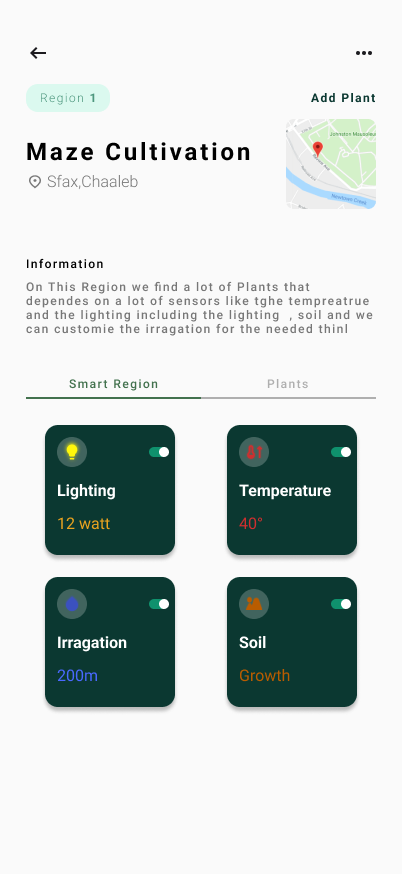 Region 1
Add Plant
Maze Cultivation
Sfax,Chaaleb
Johnston Mausoleum
Newtown Creek
Information
On This Region we find a lot of Plants that
dependes on a lot of sensors like tghe tempreatrue
and the lighting including the lighting , soil and we
can customie the irragation for the needed thinl
Smart Region
Plants
Lighting
12 watt
Temperature
40°
Irragation
200m
Soil
Growth